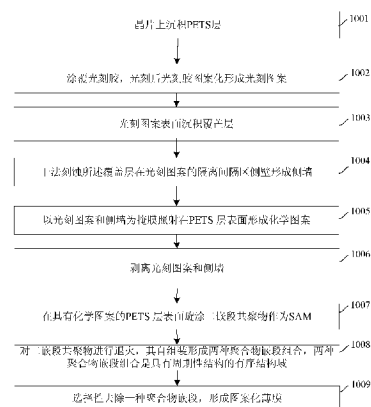 晶片上沉积PETS层
1001
涂覆光刻胶，光刻后光刻胶图案化形成光刻图案
1002
光刻图案表面沉积覆盖层
1003
干法刻蚀所述覆盖层在光刻图案的隔离间隔区侧壁形成侧墙
1004
以光刻图案和侧墙为掩膜照射在PETS 层表面形成化学图案
1005
剥离光刻图案和侧墙
1006
在具有化学图案的PETS 层表面旋涂二嵌段共聚物作为SAM
1007
对二嵌段共聚物进行退火，其自组装形成两种聚合物嵌段组合，两种
聚合物嵌段组合是具有周期性结构的有序结构域
1008
选择性去除一种聚合物嵌段，形成图案化薄膜
1009